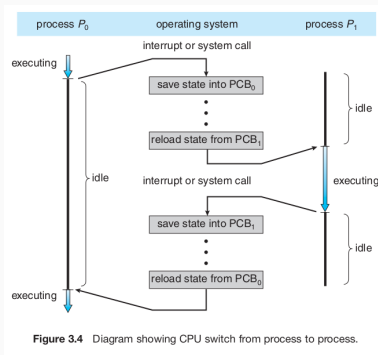 process P₀ operating system process P₁
interrupt or system call
executing
save state into PCB₀
idle
reload state from PCB₁
idle
interrupt or system call
executing
save state into PCB₁
idle
reload state from PCB₀
executing
Figure 3.4 Diagram showing CPU switch from process to process.